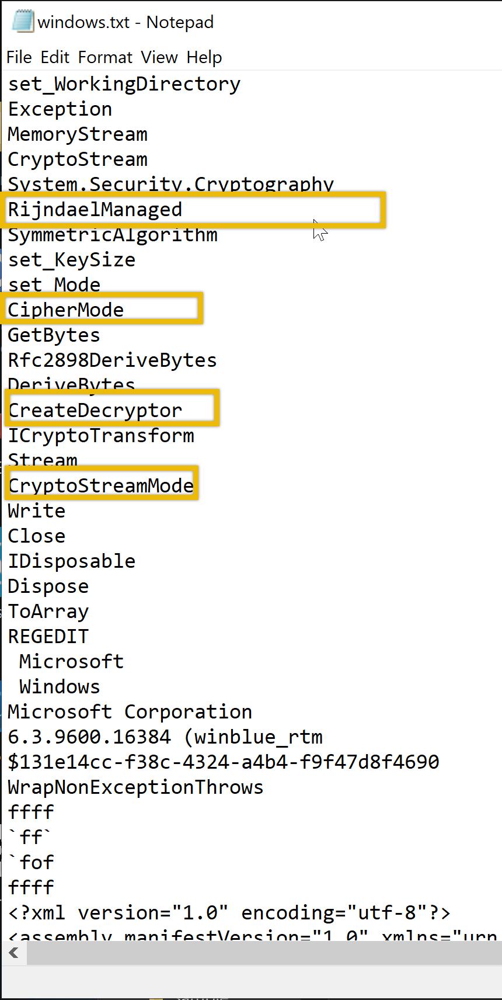 windows.txt - Notepad
File Edit Format View Help
set_WorkingDirectory
Exception
MemoryStream
CryptoStream
System.Security.Cryptography
RijndaelManaged
SymmetricAlgorithm
set_KeySize
set_Mode
CipherMode
GetBytes
Rfc2898DeriveBytes
DeriveBytes
CreateDecryptor
ICryptoTransform
Stream
CryptoStreamMode
Write
Close
IDisposable
Dispose
ToArray
REGEDIT
 Microsoft
 Windows
Microsoft Corporation
6.3.9600.16384 (winblue_rtm
$131e14cc-f38c-4324-a4b4-f9f47d8f4690
WrapNonExceptionThrows
ffff
`ff`
`fof
ffff
<?xml version="1.0" encoding="utf-8"?>
<assembly manifestVersion="1.0" xmlns="urn